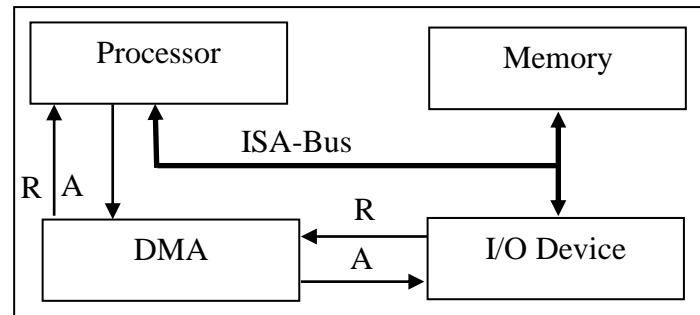 Processor
Memory
ISA-Bus
R A
R
DMA
I/O Device
A